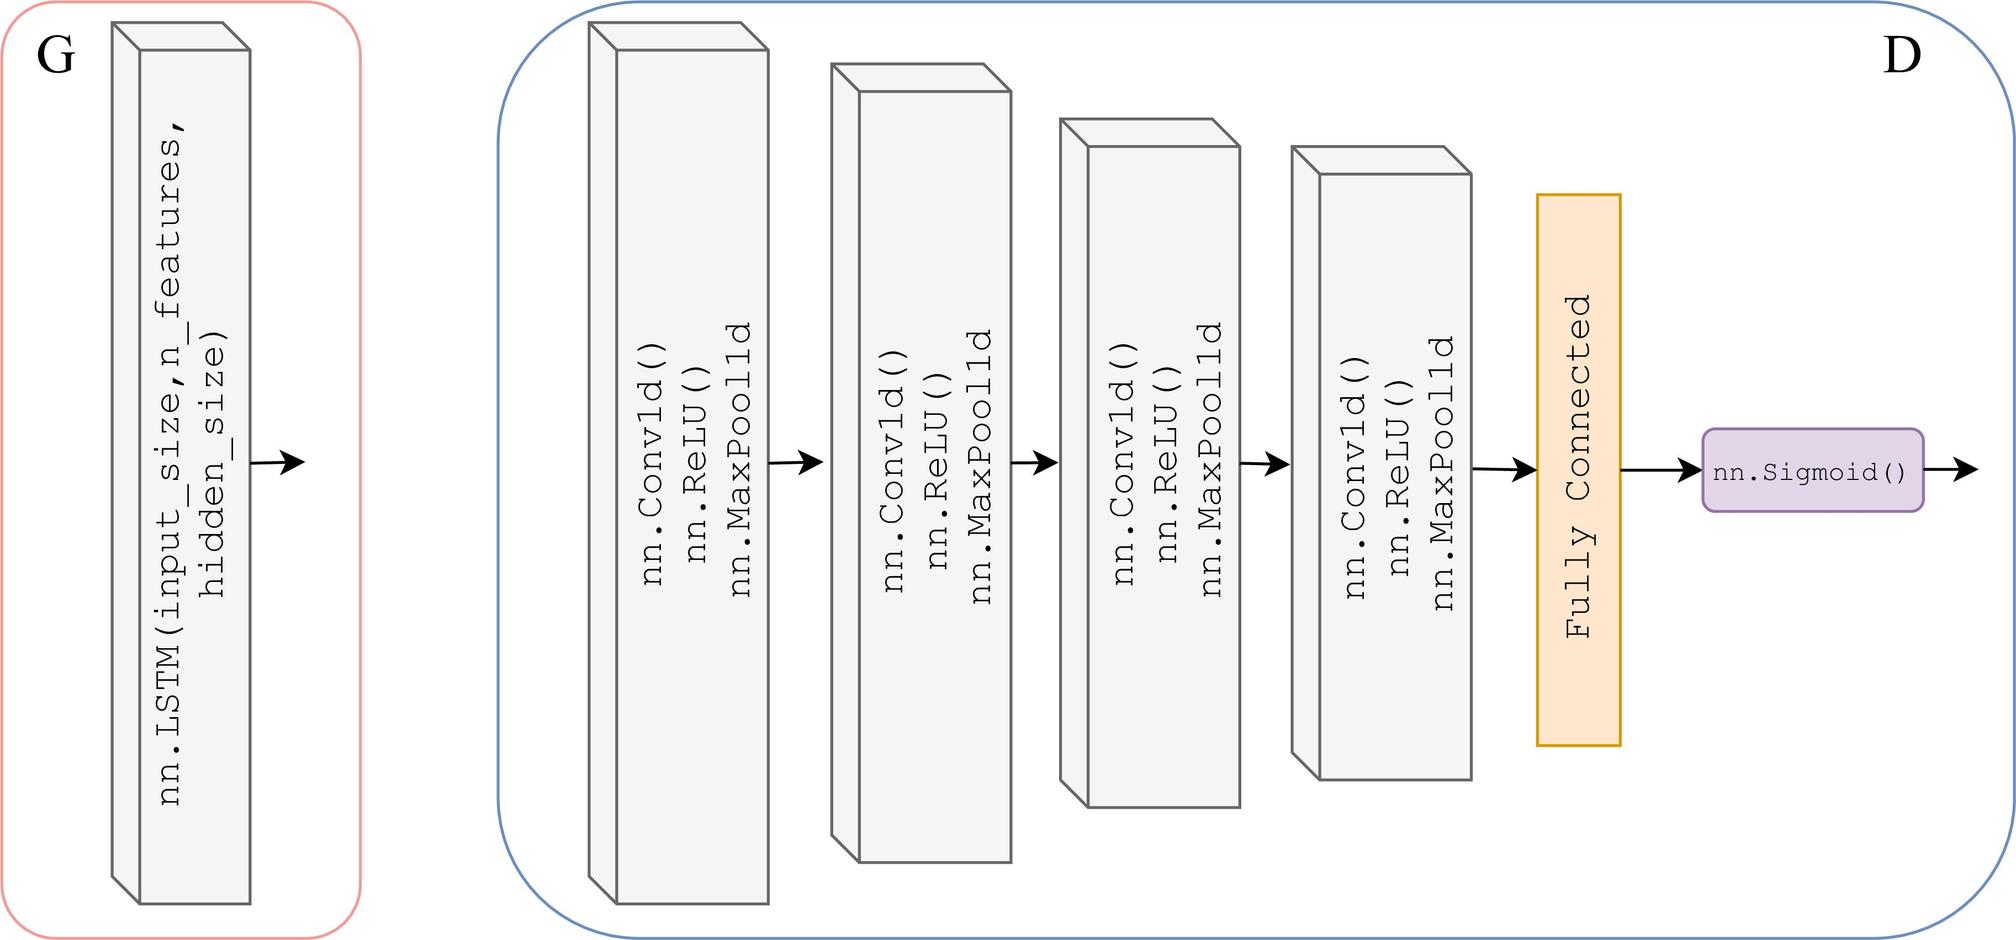 G
nn.LSTM(input_size,n_features,
hidden_size)
D
nn.Conv1d()
nn.ReLU()
nn.MaxPool1d
nn.Conv1d()
nn.ReLU()
nn.MaxPool1d
nn.Conv1d()
nn.ReLU()
nn.MaxPool1d
nn.Conv1d()
nn.ReLU()
nn.MaxPool1d
Fully Connected
nn.Sigmoid()